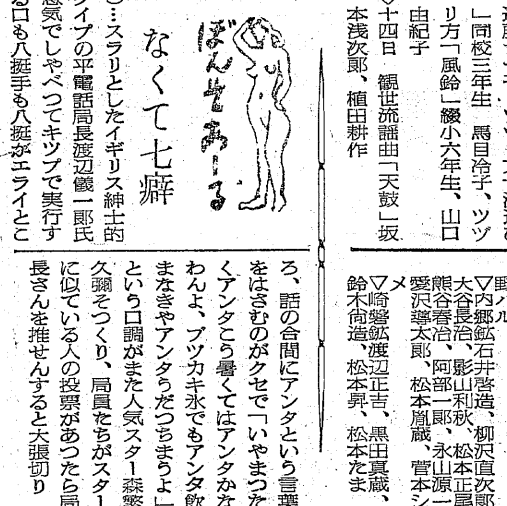 」同校三年生　馬目冷子、ツヅ
リ方「風鈴」綴小六年生、山口
由紀子
▽十四日　観世流謡曲「天鼓」坂
本浅次郎、植田耕作
ぼんそあーる
なくて七癖
…スラリとしたイギリス紳士的
タイプの平電話局長渡辺儀一郎氏
意気でしやべつてキツプで実行す
る口も八挺手も八挺がエライとこ
▽内郷鉱石井啓造、柳沢直次郎
大谷長治、影山利秋、松本正尾
熊谷春治、阿部一郎、永山源一
愛沢導太郎、松本胤蔵、菅本シ
メ
▽崎磐鉱渡辺正吉、黒田真蔵、
鈴木尚造、松本昇、松本たま
ろ、話の合間にアンタという言葉
をはさむのがクセで「いやまつた
くアンタこう暑くてはアンタかな
わんよ、ブツカキ氷でもアンタ飲
まなきやアンタうだつちまうよ」
という口調がまた人気スター森繁
久彌そつくり、局員たちがスター
に似ている人の投票があつたら局
長さんを推せんすると大張切り